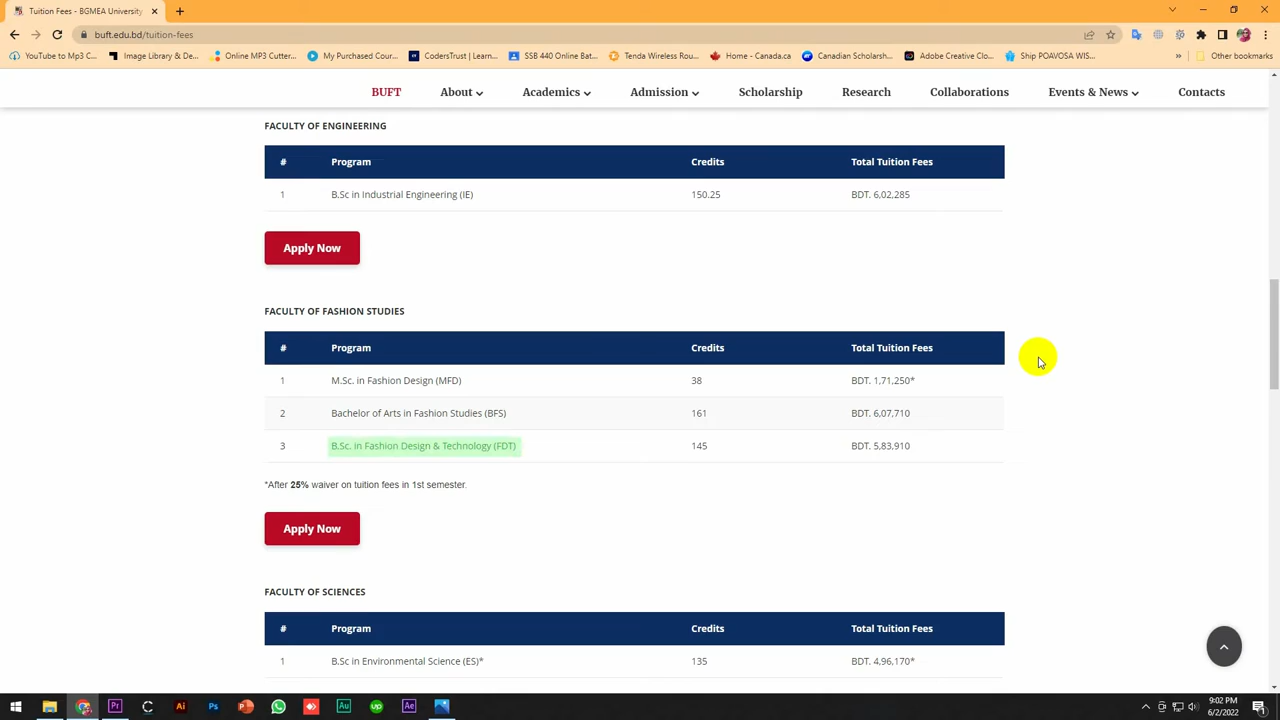 Tuition Fees - BGMEA University
buft.edu.bd/tuition-fees
YouTube to Mp3 C...
Image Library & De...
Online MP3 Cutter...
My Purchased Cour...
CodersTrust | Learn...
SSB 440 Online Bat...
Tenda Wireless Rou...
Home - Canada.ca
Canadian Scholarsh...
Adobe Creative Clo...
Ship POAVOSA WIS...
»
Other bookmarks
BUFT
About
Academics
Admission
Scholarship
Research
Collaborations
Events & News
Contacts
FACULTY OF ENGINEERING
# Program Credits Total Tuition Fees
1 B.Sc in Industrial Engineering (IE) 150.25 BDT. 6,02,285
Apply Now
FACULTY OF FASHION STUDIES
# Program Credits Total Tuition Fees
1 M.Sc. in Fashion Design (MFD) 38 BDT. 1,71,250*
2 Bachelor of Arts in Fashion Studies (BFS) 161 BDT. 6,07,710
3 B.Sc. in Fashion Design & Technology (FDT) 145 BDT. 5,83,910
*After 25% waiver on tuition fees in 1st semester.
Apply Now
FACULTY OF SCIENCES
# Program Credits Total Tuition Fees
1 B.Sc in Environmental Science (ES)* 135 BDT. 4,96,170*
Pr
C
Ai
Ps
Au
up
Ae
9:02 PM
6/2/2022